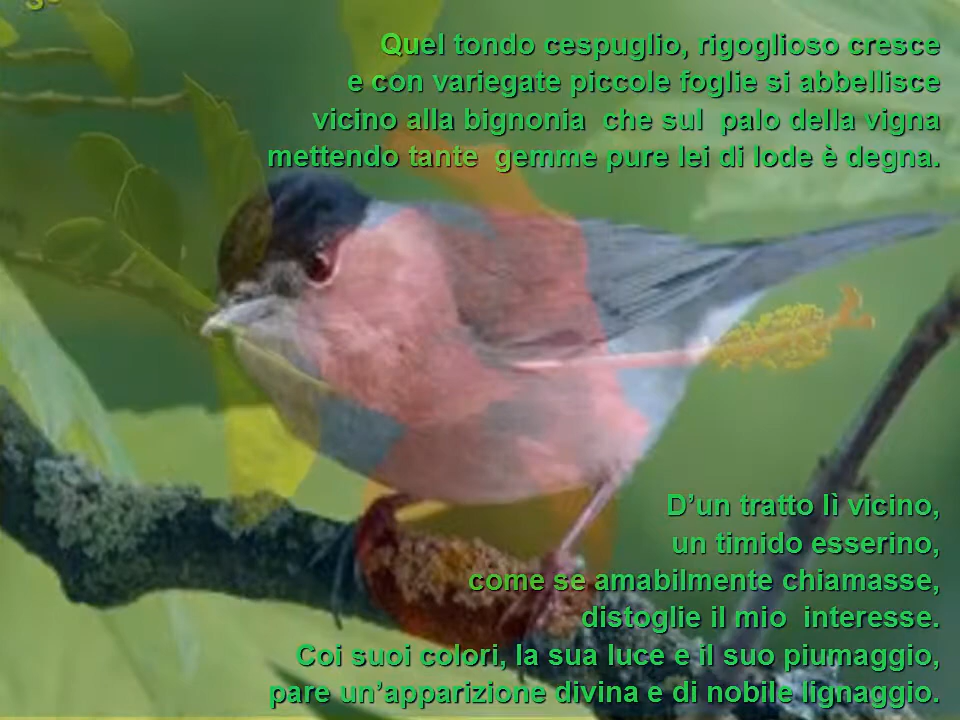 Quel tondo cespuglio, rigoglioso cresce
e con variegate piccole foglie si abbellisce
vicino alla bignonia  che sul  palo della vigna
mettendo tante  gemme pure lei di lode è degna.
D’un tratto lì vicino,
un timido esserino,
come se amabilmente chiamasse,
distoglie il mio  interesse.
Coi suoi colori, la sua luce e il suo piumaggio,
pare un’apparizione divina e di nobile lignaggio.